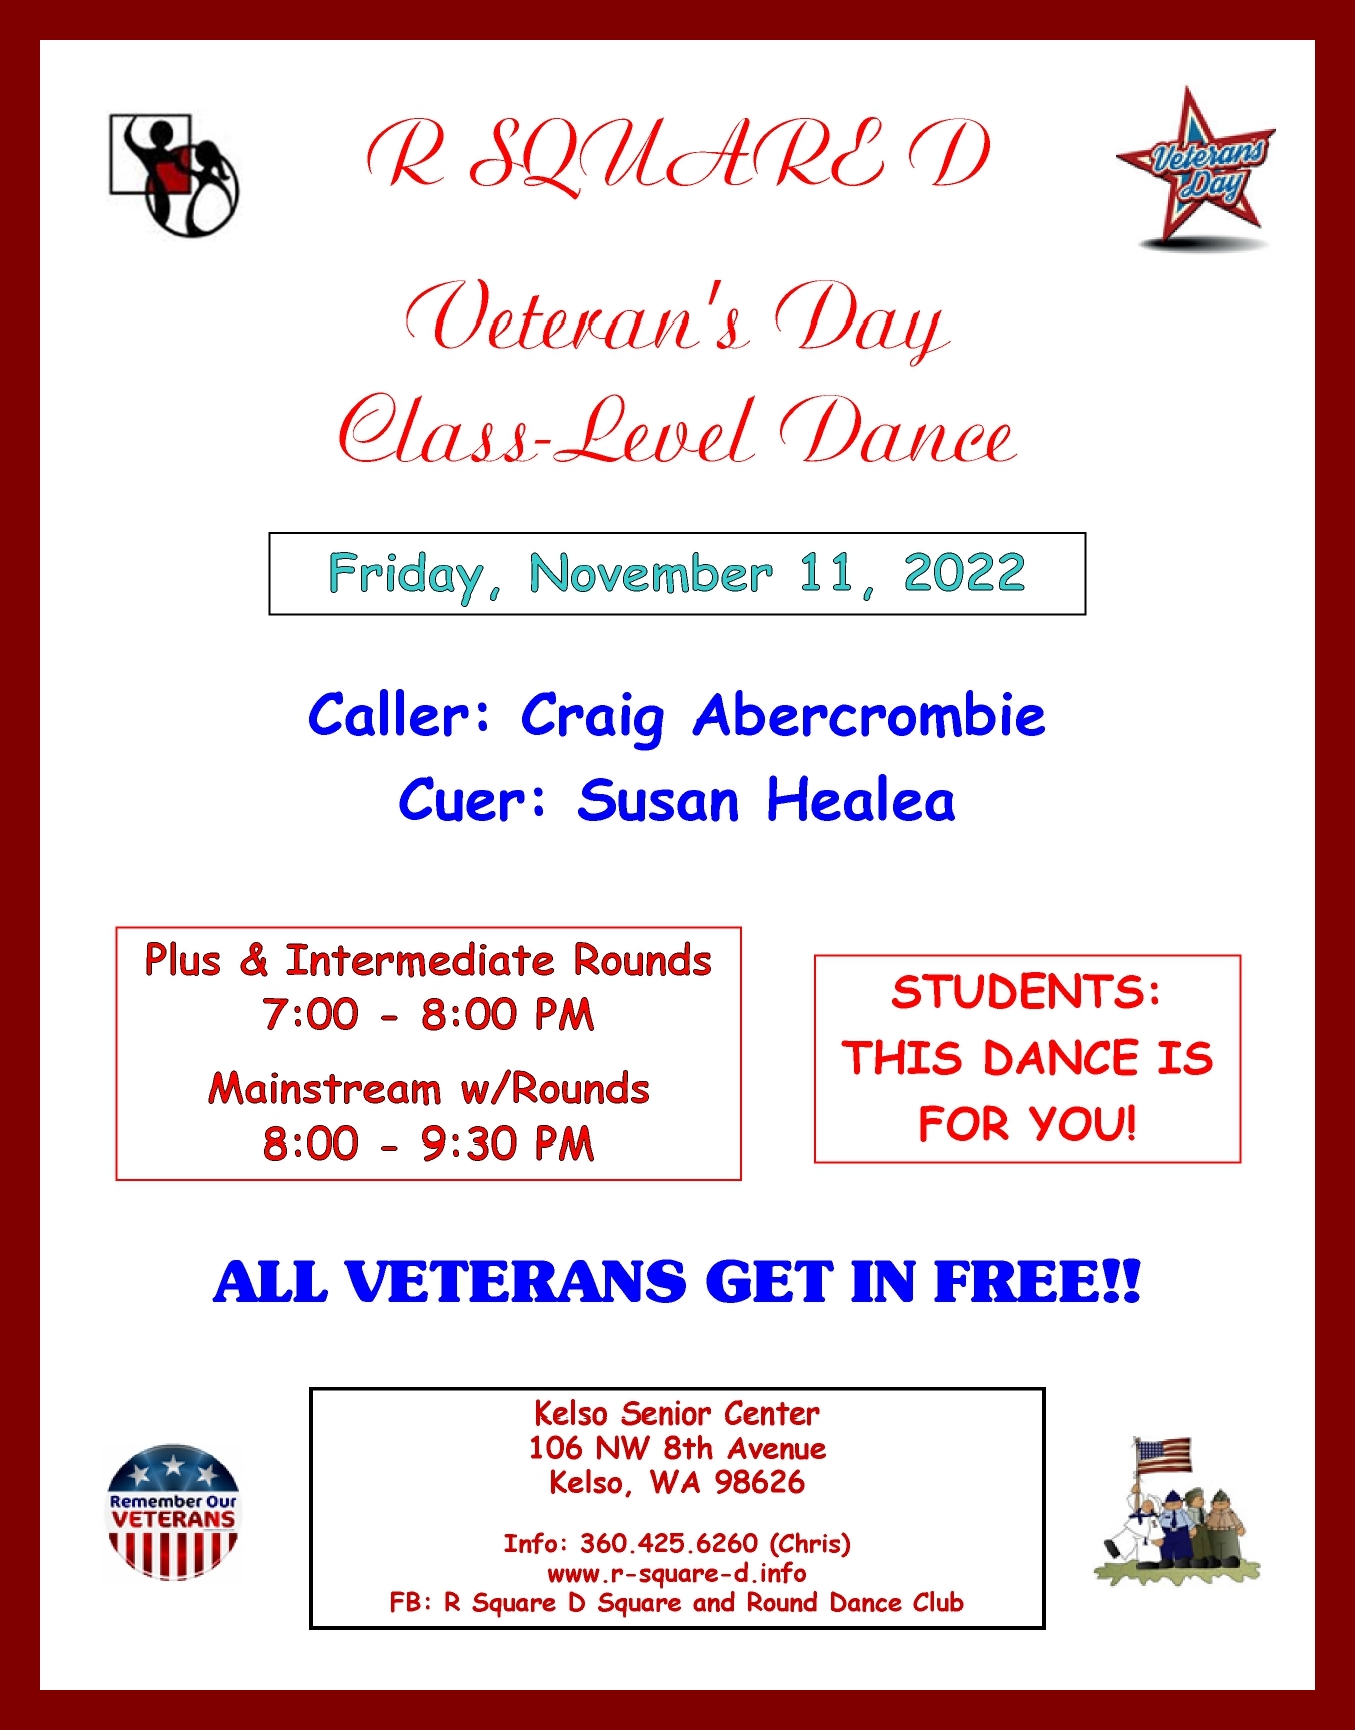 R SQUARE D
Veterans Day
Veteran's Day
Class-Level Dance
Friday, November 11, 2022
Caller: Craig Abercrombie
Cuer: Susan Healea
Plus & Intermediate Rounds
7:00 - 8:00 PM
Mainstream w/Rounds
8:00 - 9:30 PM
STUDENTS:
THIS DANCE IS
FOR YOU!
ALL VETERANS GET IN FREE!!
Kelso Senior Center
106 NW 8th Avenue
Kelso, WA 98626
Info: 360.425.6260 (Chris)
www.r-square-d.info
FB: R Square D Square and Round Dance Club
Remember Our
VETERANS